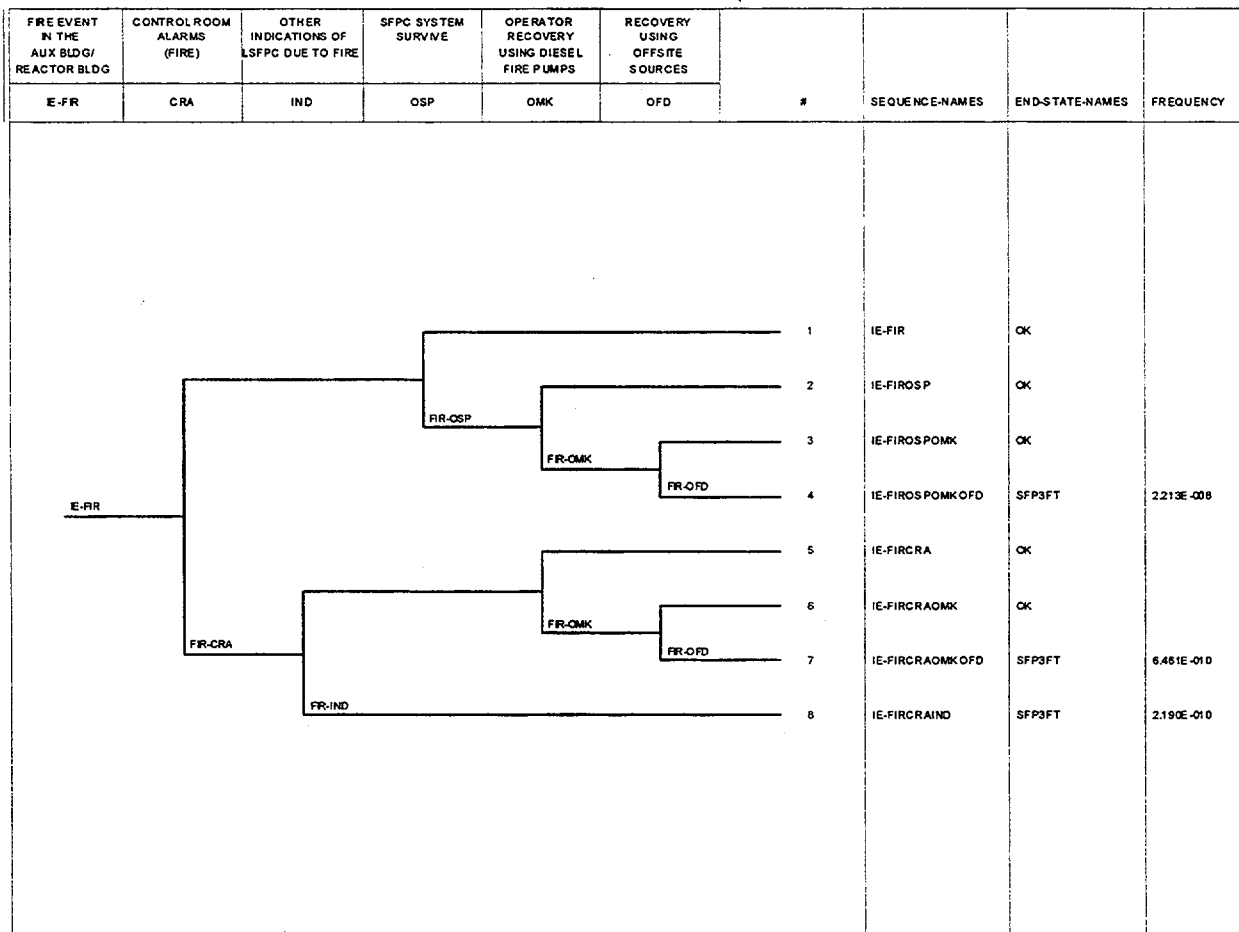 FIRE EVENT IN THE AUX BLDG/ REACTOR BLDG
CONTROL ROOM ALARMS (FIRE)
OTHER INDICATIONS OF LSFPC DUE TO FIRE
SFPC SYSTEM SURVIVE
OPERATOR RECOVERY USING DIESEL FIRE PUMPS
RECOVERY USING OFFSITE SOURCES
IE-FIR CRA IND OSP OMK OFD # SEQUENCE-NAMES END-STATE-NAMES FREQUENCY
1 IE-FIR OK
2 IE-FIROSP OK
FIR-OSP
3 IE-FIROSPOMK OK
FIR-OMK
FIR-OFD
4 IE-FIROSPOMKOFD SFP3FT 2.213E-008
IE-FIR
5 IE-FIRCRA OK
6 IE-FIRCRAOMK OK
FIR-OMK
FIR-CRA
FIR-OFD
7 IE-FIRCRAOMKOFD SFP3FT 6.461E-010
FIR-IND
8 IE-FIRCRAIND SFP3FT 2.190E-010